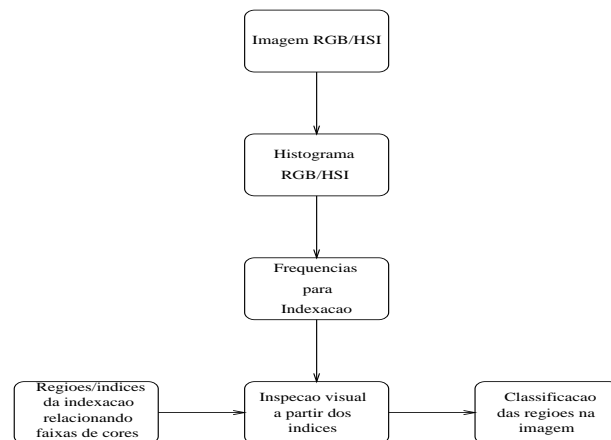 Imagem RGB/HSI
Histograma
RGB/HSI
Frequencias
para
Indexacao
Regioes/indices
da indexacao
relacionando
faixas de cores
Inspecao visual
a partir dos
indices
Classificacao
das regioes na
imagem